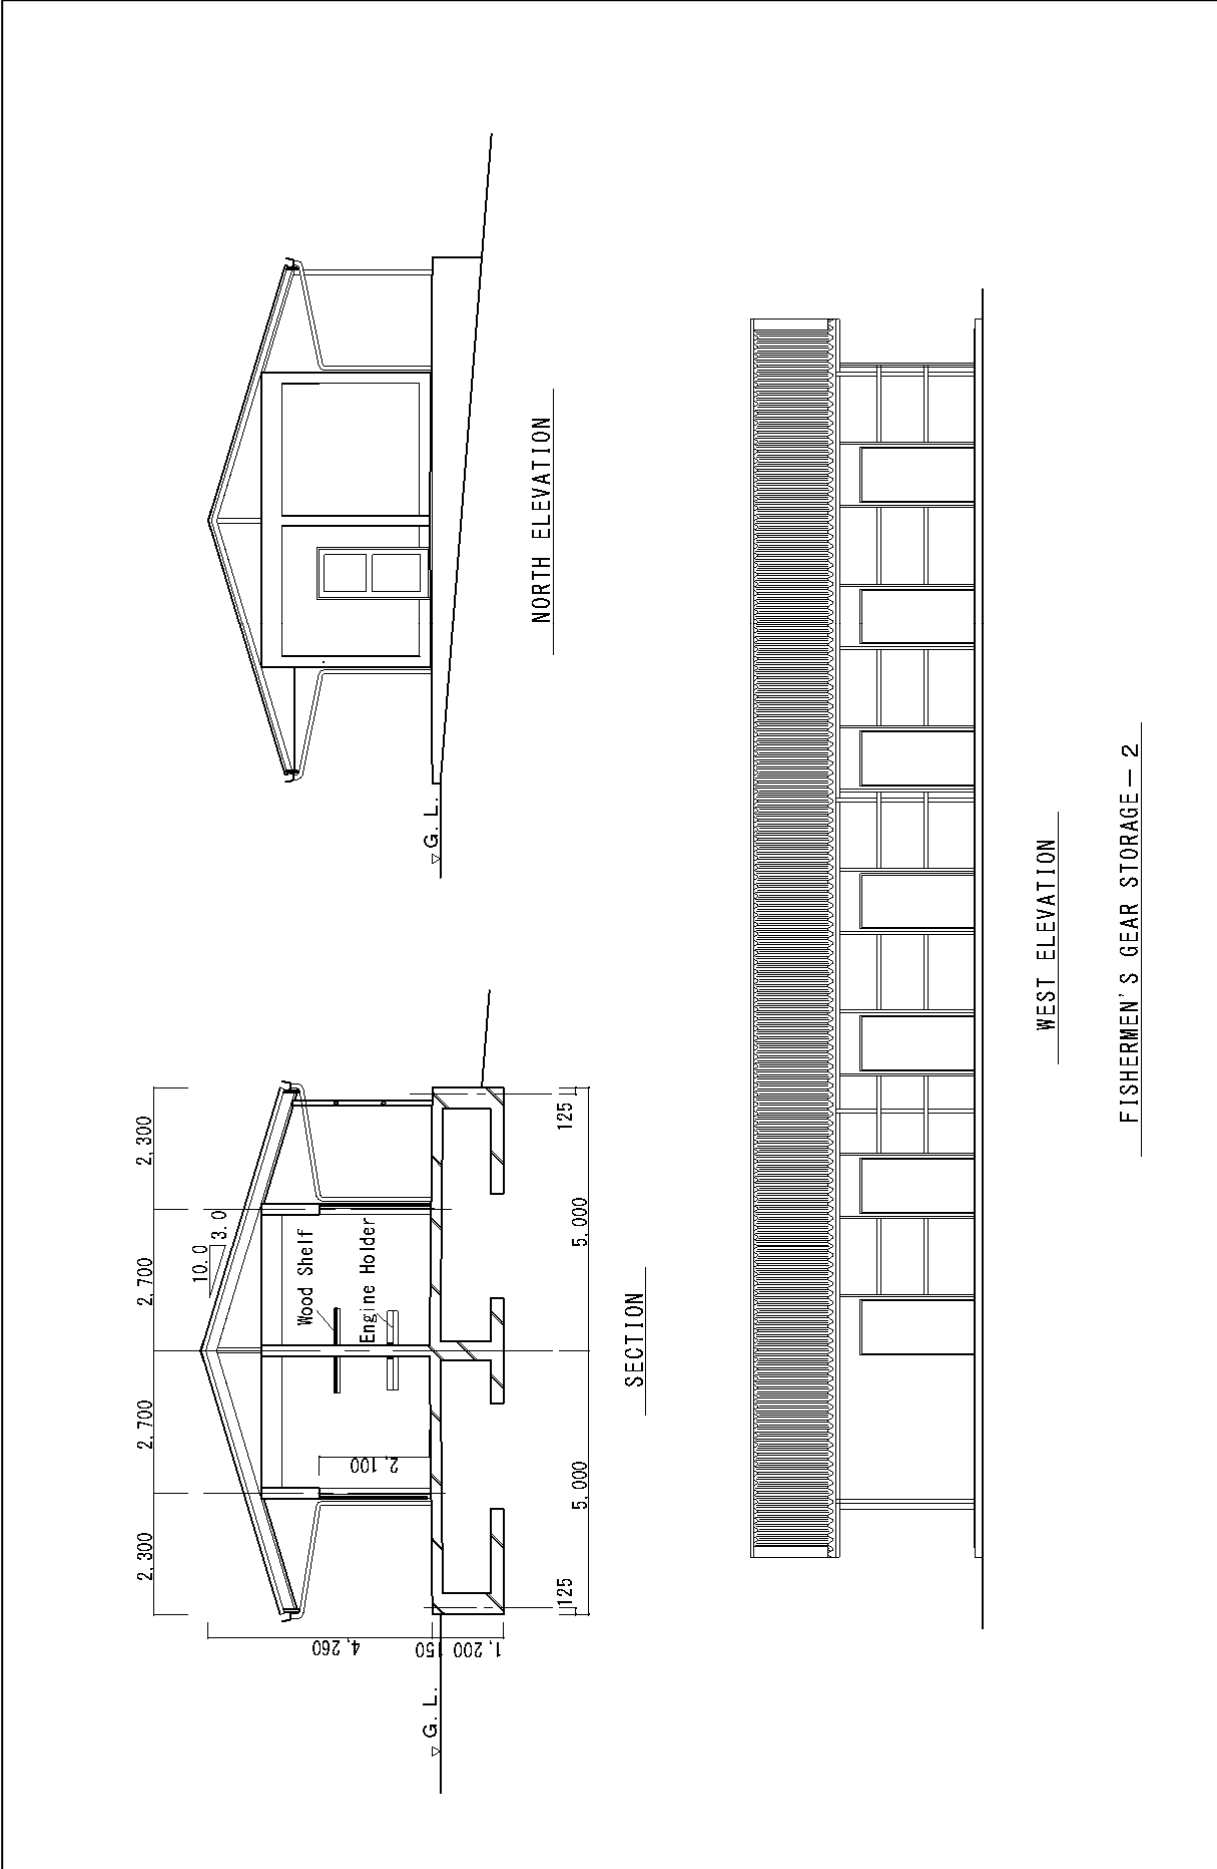 2,300
2,700
2,700
2,300
10.0
3.0
Wood Shelf
Engine Holder
2,100
4,260
150
1,200
▽G.L.
125
5,000
5,000
125
SECTION
▽G.L.
NORTH ELEVATION
WEST ELEVATION
FISHERMEN'S GEAR STORAGE－2